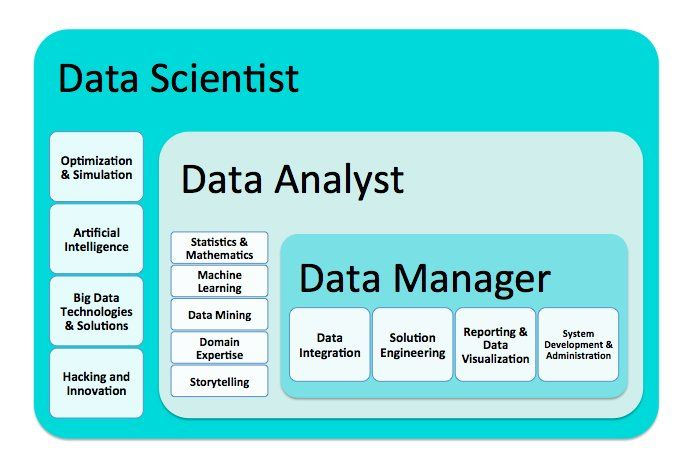 Data Scientist
Optimization
& Simulation
Artificial
Intelligence
Big Data
Technologies
& Solutions
Hacking and
Innovation
Data Analyst
Statistics &
Mathematics
Machine
Learning
Data Mining
Domain
Expertise
Storytelling
Data Manager
Data
Integration
Solution
Engineering
Reporting &
Data
Visualization
System
Development &
Administration